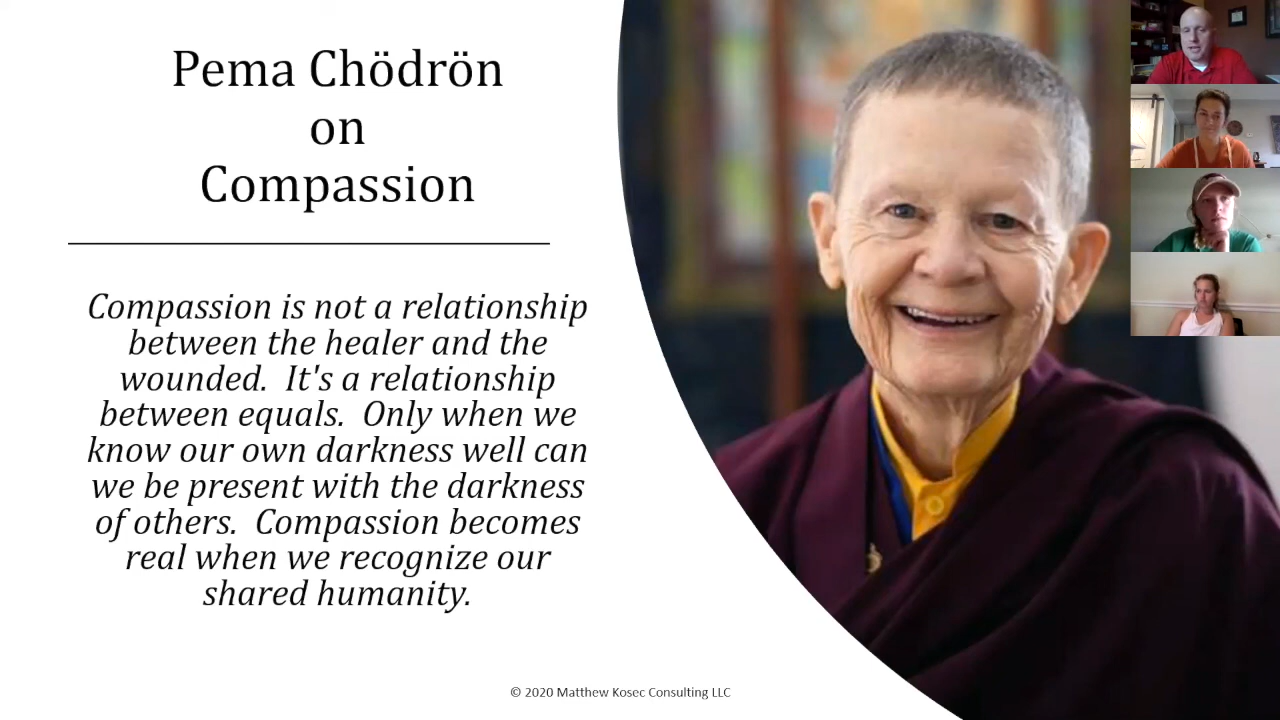 Pema Chödrön
on
Compassion
Compassion is not a relationship
between the healer and the
wounded.  It's a relationship
between equals.  Only when we
know our own darkness well can
we be present with the darkness
of others.  Compassion becomes
real when we recognize our
shared humanity.
© 2020 Matthew Kosec Consulting LLC